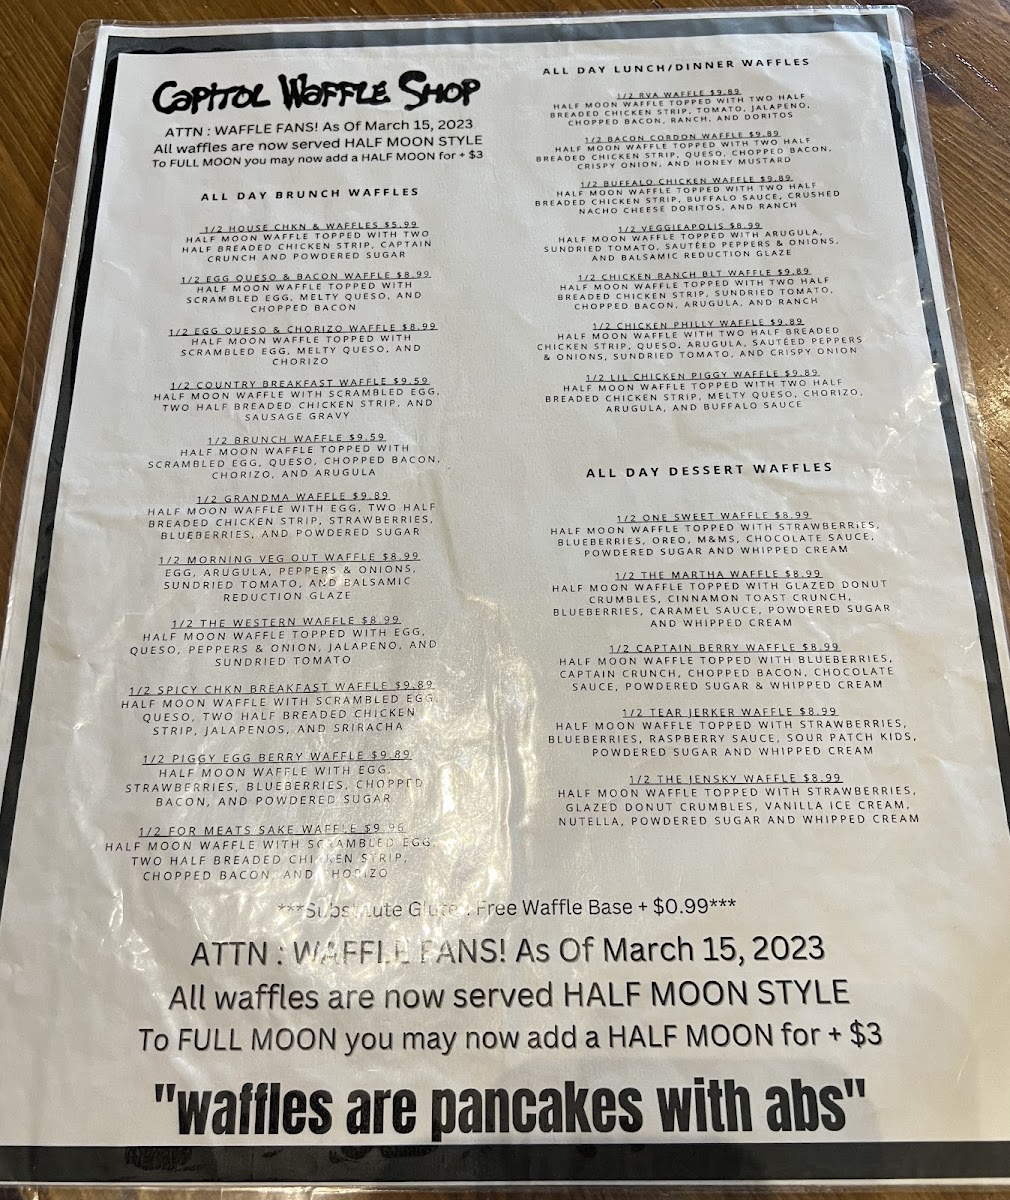 Capitol Waffle Shop
ATTN : WAFFLE FANS! As Of March 15, 2023
All waffles are now served HALF MOON STYLE
To FULL MOON you may now add a HALF MOON for + $3
ALL DAY BRUNCH WAFFLES
1/2 HOUSE CHKN & WAFFLES $5.99
HALF MOON WAFFLE TOPPED WITH TWO
HALF BREADED CHICKEN STRIP, CAPTAIN
CRUNCH AND POWDERED SUGAR
1/2 EGG QUESO & BACON WAFFLE $8.99
HALF MOON WAFFLE TOPPED WITH
SCRAMBLED EGG, MELTY QUESO, AND
CHOPPED BACON
1/2 EGG QUESO & CHORIZO WAFFLE $8.99
HALF MOON WAFFLE TOPPED WITH
SCRAMBLED EGG, MELTY QUESO, AND
CHORIZO
1/2 COUNTRY BREAKFAST WAFFLE $9.59
HALF MOON WAFFLE WITH SCRAMBLED EGG,
TWO HALF BREADED CHICKEN STRIP, AND
SAUSAGE GRAVY
1/2 BRUNCH WAFFLE $9.59
HALF MOON WAFFLE TOPPED WITH
SCRAMBLED EGG, QUESO, CHOPPED BACON,
CHORIZO, AND ARUGULA
1/2 GRANDMA WAFFLE $9.89
HALF MOON WAFFLE WITH EGG, TWO HALF
BREADED CHICKEN STRIP, STRAWBERRIES,
BLUEBERRIES, AND POWDERED SUGAR
1/2 MORNING VEG OUT WAFFLE $8.99
EGG, ARUGULA, PEPPERS & ONIONS,
SUNDRIED TOMATO, AND BALSAMIC
REDUCTION GLAZE
1/2 THE WESTERN WAFFLE $8.99
HALF MOON WAFFLE TOPPED WITH EGG,
QUESO, PEPPERS & ONION, JALAPENO, AND
SUNDRIED TOMATO
1/2 SPICY CHKN BREAKFAST WAFFLE $9.89
HALF MOON WAFFLE WITH SCRAMBLED EGG,
QUESO, TWO HALF BREADED CHICKEN
STRIP, JALAPENOS, AND SRIRACHA
1/2 PIGGY EGG BERRY WAFFLE $9.89
HALF MOON WAFFLE WITH EGG,
STRAWBERRIES, BLUEBERRIES, CHOPPED
BACON, AND POWDERED SUGAR
1/2 FOR MEATS SAKE WAFFLE $9.96
HALF MOON WAFFLE WITH SCRAMBLED EGG,
TWO HALF BREADED CHICKEN STRIP,
CHOPPED BACON, AND CHORIZO
ALL DAY LUNCH/DINNER WAFFLES
1/2 RVA WAFFLE $9.89
HALF MOON WAFFLE TOPPED WITH TWO HALF
BREADED CHICKEN STRIP, TOMATO, JALAPENO,
CHOPPED BACON, RANCH, AND DORITOS
1/2 BACON CORDON WAFFLE $9.89
HALF MOON WAFFLE TOPPED WITH TWO HALF
BREADED CHICKEN STRIP, QUESO, CHOPPED BACON,
CRISPY ONION, AND HONEY MUSTARD
1/2 BUFFALO CHICKEN WAFFLE $9.89
HALF MOON WAFFLE TOPPED WITH TWO HALF
BREADED CHICKEN STRIP, BUFFALO SAUCE, CRUSHED
NACHO CHEESE DORITOS, AND RANCH
1/2 VEGGIEAPOLIS $8.99
HALF MOON WAFFLE TOPPED WITH ARUGULA,
SUNDRIED TOMATO, SAUTÉED PEPPERS & ONIONS,
AND BALSAMIC REDUCTION GLAZE
1/2 CHICKEN RANCH BLT WAFFLE $9.89
HALF MOON WAFFLE TOPPED WITH TWO HALF
BREADED CHICKEN STRIP, SUNDRIED TOMATO,
CHOPPED BACON, ARUGULA, AND RANCH
1/2 CHICKEN PHILLY WAFFLE $9.89
HALF MOON WAFFLE WITH TWO HALF BREADED
CHICKEN STRIP, QUESO, ARUGULA, SAUTÉED PEPPERS
& ONIONS, SUNDRIED TOMATO, AND CRISPY ONION
1/2 LIL CHICKEN PIGGY WAFFLE $9.89
HALF MOON WAFFLE TOPPED WITH TWO HALF
BREADED CHICKEN STRIP, MELTY QUESO, CHORIZO,
ARUGULA, AND BUFFALO SAUCE
ALL DAY DESSERT WAFFLES
1/2 ONE SWEET WAFFLE $8.99
HALF MOON WAFFLE TOPPED WITH STRAWBERRIES,
BLUEBERRIES, OREO, M&MS, CHOCOLATE SAUCE,
POWDERED SUGAR AND WHIPPED CREAM
1/2 THE MARTHA WAFFLE $8.99
HALF MOON WAFFLE TOPPED WITH GLAZED DONUT
CRUMBLES, CINNAMON TOAST CRUNCH,
BLUEBERRIES, CARAMEL SAUCE, POWDERED SUGAR
AND WHIPPED CREAM
1/2 CAPTAIN BERRY WAFFLE $8.99
HALF MOON WAFFLE TOPPED WITH BLUEBERRIES,
CAPTAIN CRUNCH, CHOPPED BACON, CHOCOLATE
SAUCE, POWDERED SUGAR & WHIPPED CREAM
1/2 TEAR JERKER WAFFLE $8.99
HALF MOON WAFFLE TOPPED WITH STRAWBERRIES,
BLUEBERRIES, RASPBERRY SAUCE, SOUR PATCH KIDS,
POWDERED SUGAR AND WHIPPED CREAM
1/2 THE JENSKY WAFFLE $8.99
HALF MOON WAFFLE TOPPED WITH STRAWBERRIES,
GLAZED DONUT CRUMBLES, VANILLA ICE CREAM,
NUTELLA, POWDERED SUGAR AND WHIPPED CREAM
***Substitute Gluten Free Waffle Base + $0.99***
ATTN : WAFFLE FANS! As Of March 15, 2023
All waffles are now served HALF MOON STYLE
To FULL MOON you may now add a HALF MOON for + $3
"waffles are pancakes with abs"